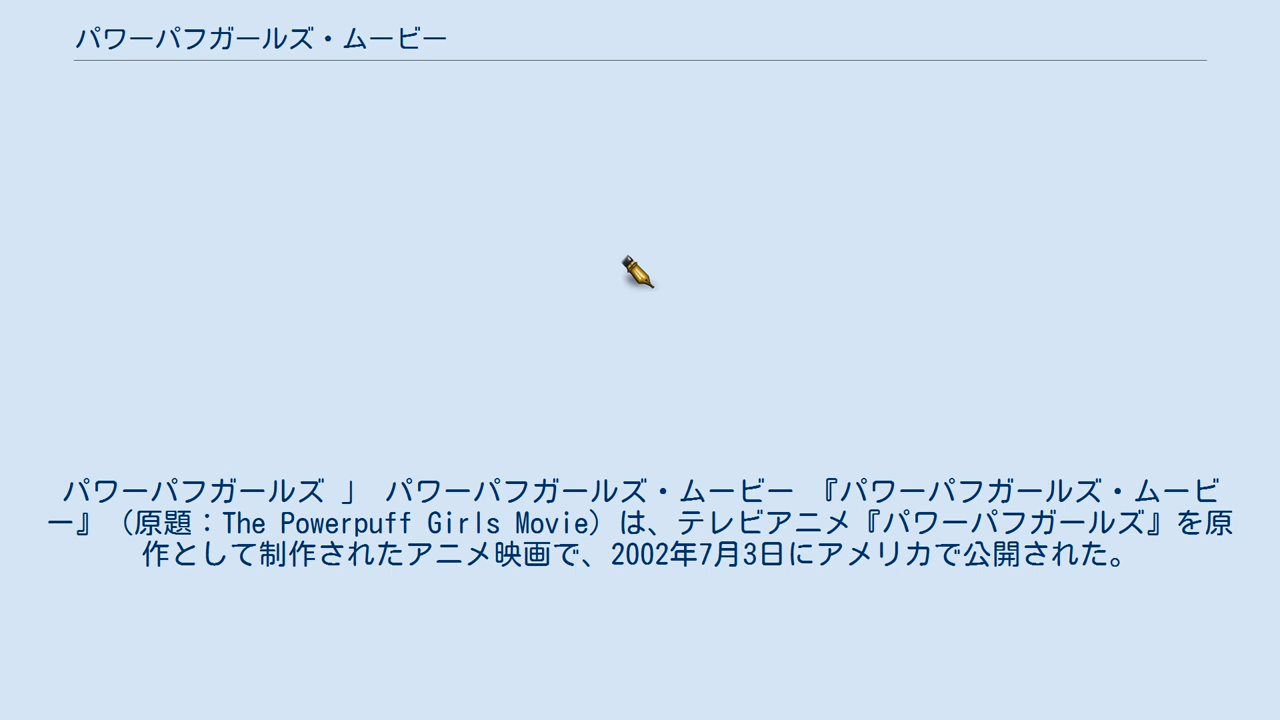 パワーパフガールズ・ムービー
パワーパフガールズ 」 パワーパフガールズ・ムービー 『パワーパフガールズ・ムービ
ー』（原題：The Powerpuff Girls Movie）は、テレビアニメ『パワーパフガールズ』を原
作として制作されたアニメ映画で、2002年7月3日にアメリカで公開された。